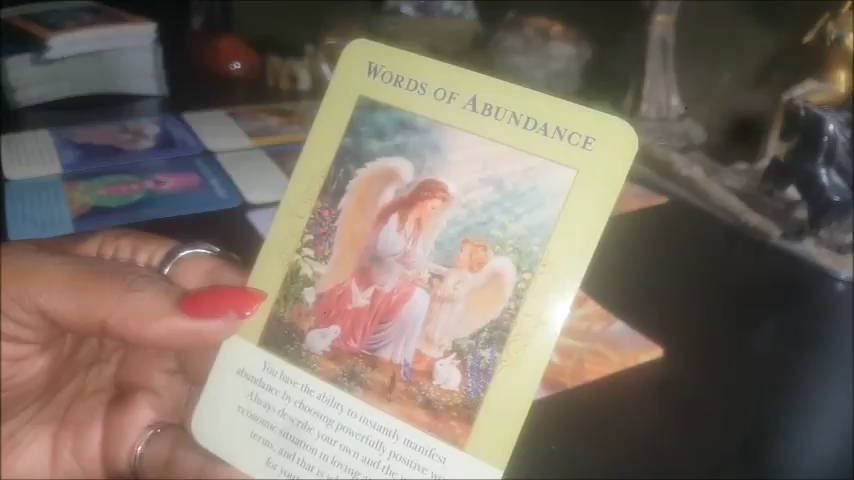 WORDS OF ABUNDANCE
You have the ability to instantly manifest
abundance by choosing powerfully positive
Always describe your own and the
economic situation in loving
terms, and that is
for